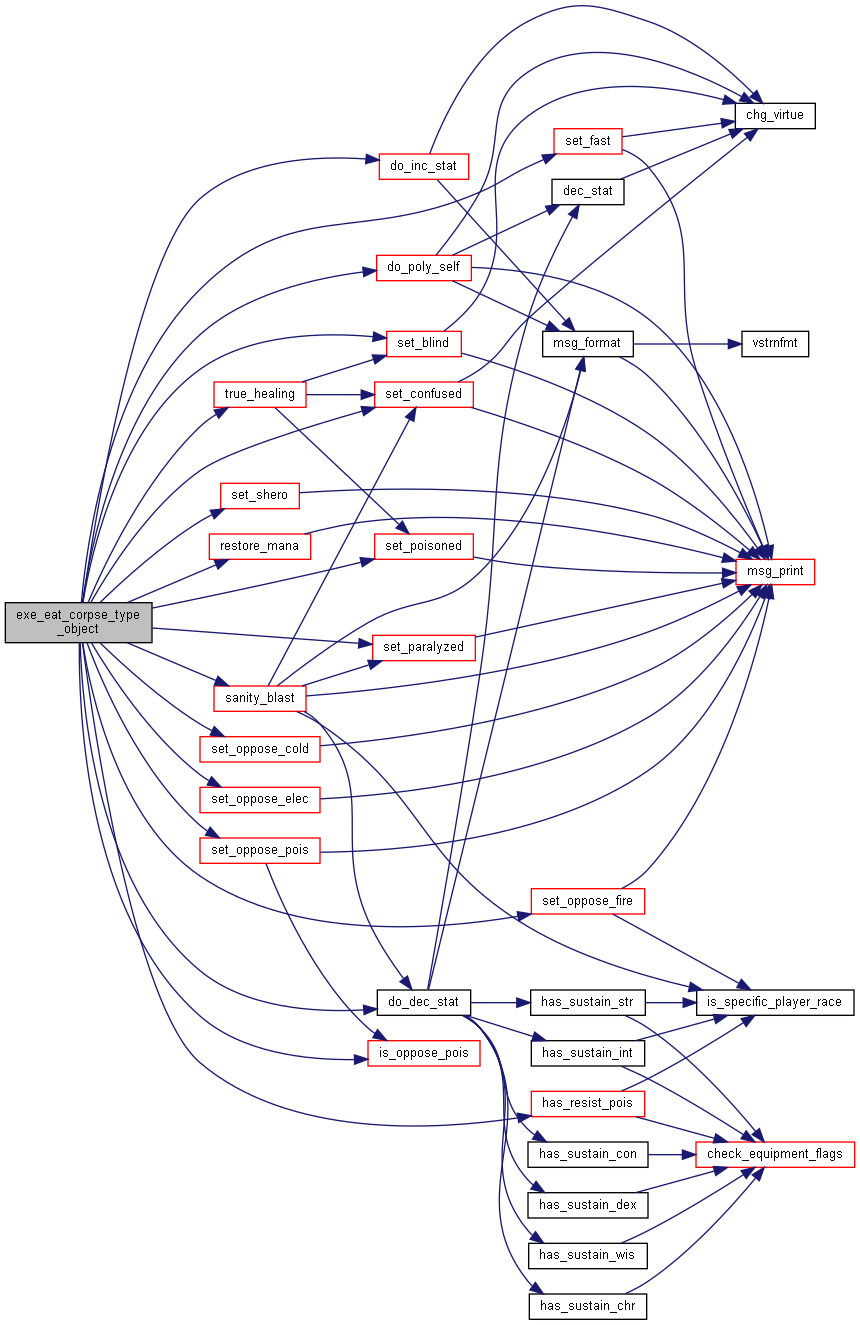 chg_virtue
set_fast
do_inc_stat
dec_stat
do_poly_self
set_blind
msg_format
vstrnfmt
true_healing
set_confused
set_shero
restore_mana
set_poisoned
msg_print
exe_eat_corpse_type
_object
set_paralyzed
sanity_blast
set_oppose_cold
set_oppose_elec
set_oppose_pois
set_oppose_fire
do_dec_stat
has_sustain_str
is_specific_player_race
is_oppose_pois
has_sustain_int
has_resist_pois
has_sustain_con
check_equipment_flags
has_sustain_dex
has_sustain_wis
has_sustain_chr